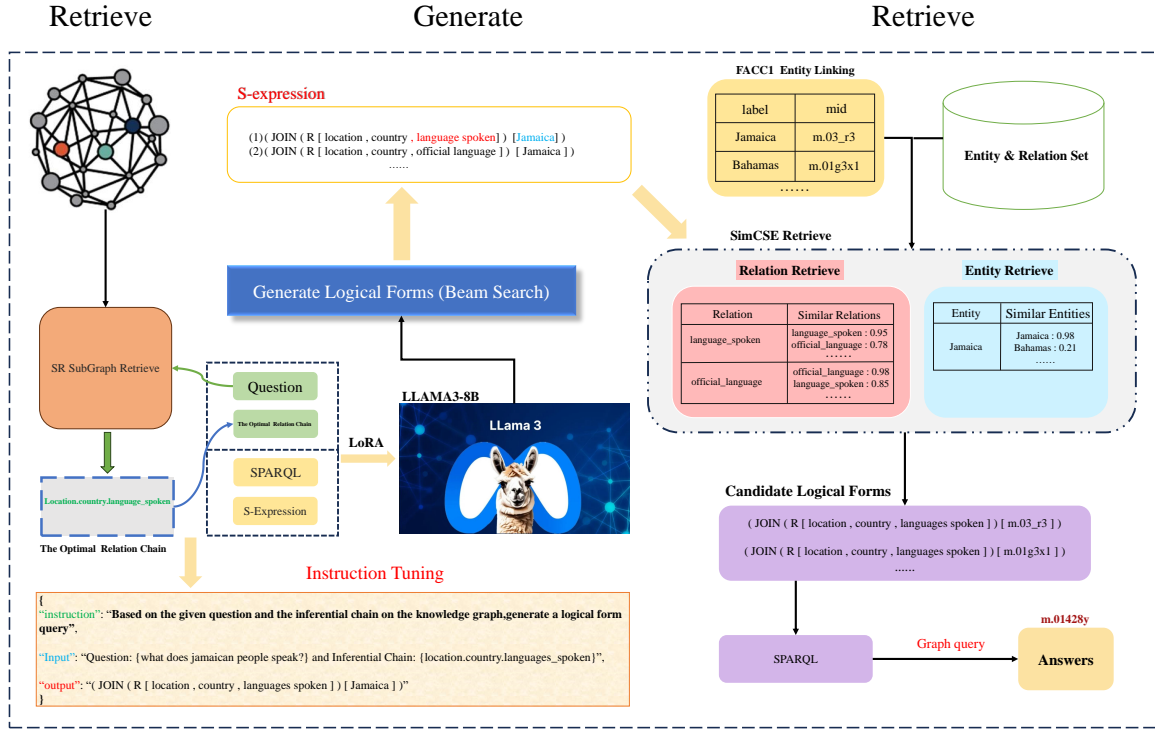 Retrieve
Generate
Retrieve
S-expression
(1) ( JOIN ( R [ location , country , language spoken] ) [Jamaica] )
(2) ( JOIN ( R [ location , country , official language ] ) [ Jamaica ] )
......
FACC1 Entity Linking
label mid
Jamaica m.03_r3
Bahamas m.01g3x1
......
Entity & Relation Set
SimCSE Retrieve
Relation Retrieve
Relation Similar Relations
language_spoken
language_spoken : 0.95
official_language : 0.78
......
official_language
official_language : 0.98
language_spoken : 0.85
......
Entity Retrieve
Entity Similar Entities
Jamaica
Jamaica : 0.98
Bahamas : 0.21
......
Generate Logical Forms (Beam Search)
SR SubGraph Retrieve
Question
The Optimal Relation Chain
SPARQL
S-Expression
Location.country.language_spoken
The Optimal Relation Chain
LoRA
LLAMA3-8B
LLama 3
Candidate Logical Forms
( JOIN ( R [ location , country , languages spoken ] ) [ m.03_r3 ] )
( JOIN ( R [ location , country , languages spoken ] ) [ m.01g3x1 ] )
......
SPARQL
Graph query
m.01428y
Answers
Instruction Tuning
{
“instruction”: “Based on the given question and the inferential chain on the knowledge graph,generate a logical form
query”,
“Input”: “Question: {what does jamaican people speak?} and Inferential Chain: {location.country.languages_spoken}”,
“output”: “( JOIN ( R [ location , country , languages spoken ] ) [ Jamaica ] )”
}